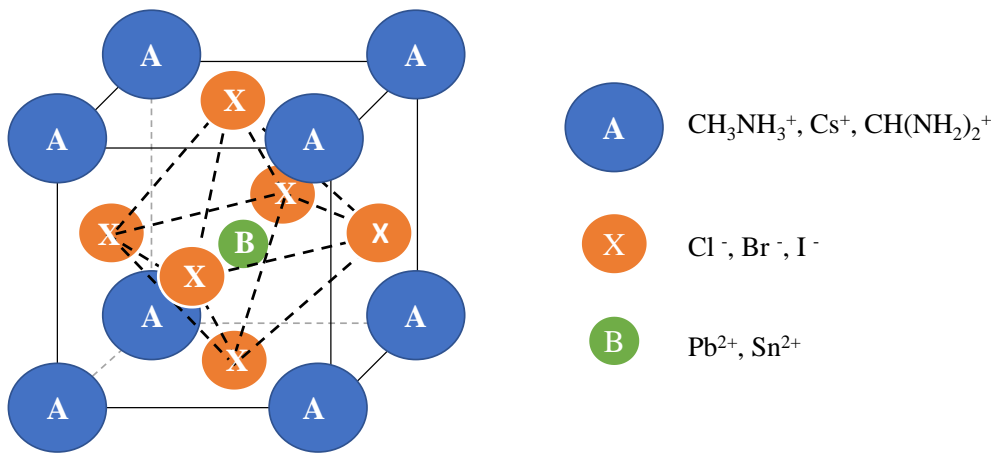 A A
X
A A
A CH₃NH₃⁺, Cs⁺, CH(NH₂)₂⁺
X
X X
B
X
X Cl ⁻, Br ⁻, I ⁻
A A
X
B Pb²⁺, Sn²⁺
A A